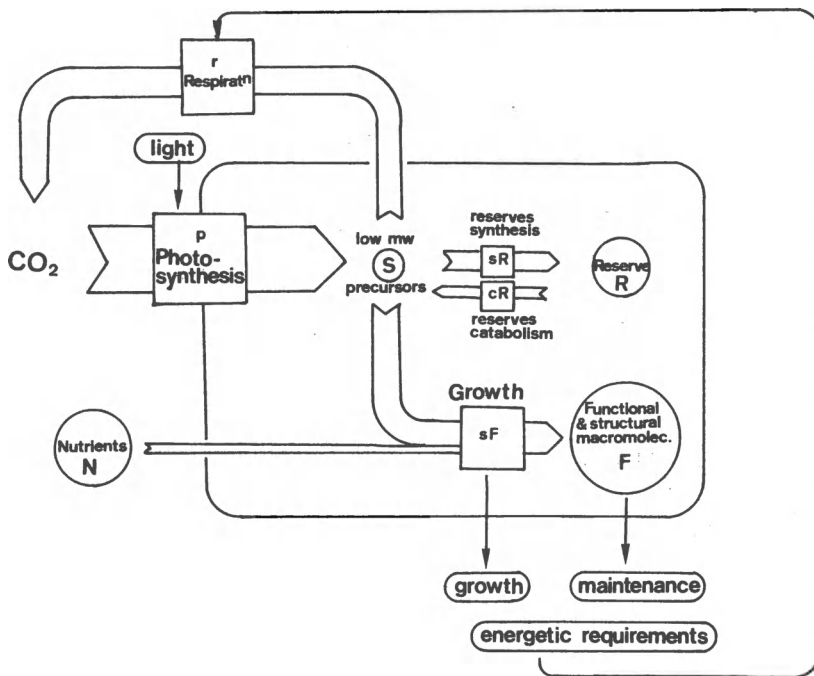 r
Respiratn
light
p
Photo-
synthesis
CO2
low mw
S
precursors
reserves
synthesis
sR
cR
reserves
catabolism
Reserve
R
Growth
sF
Functional
& structural
macromolec.
F
Nutrients
N
growth
maintenance
energetic requirements